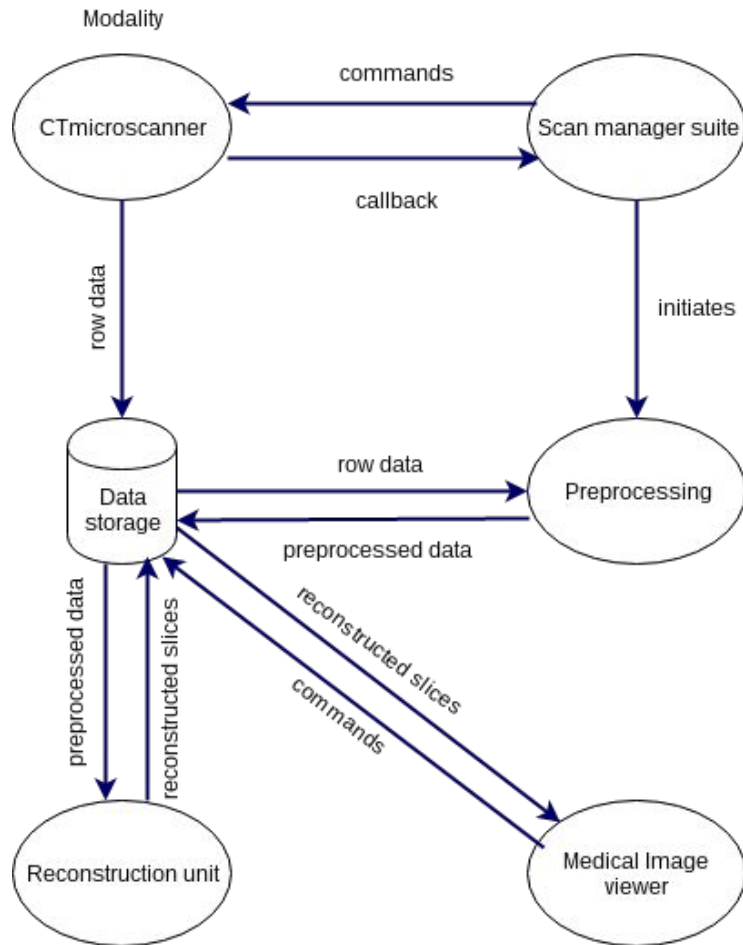 Modality
commands
CTmicroscanner
Scan manager suite
callback
row data
initiates
row data
Data
storage
Preprocessing
preprocessed data
preprocessed data
reconstructed slices
reconstructed slices
commands
Reconstruction unit
Medical Image
viewer